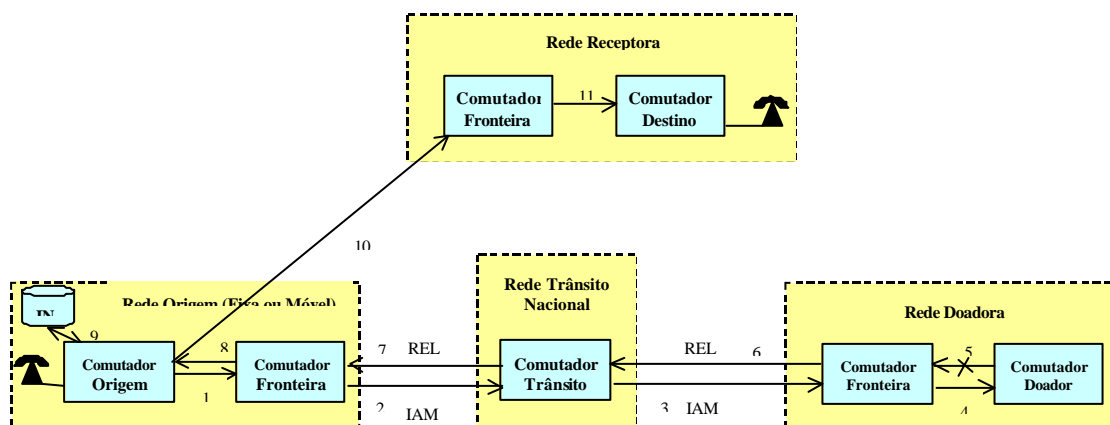 Rede Receptora
Comutador
Fronteira
11
Comutador
Destino
10
Rede Trânsito
Nacional
Rede Origem (Fixa ou Móvel)
Rede Doadora
IN
9
8
7
REL
REL
6
5
Comutador
Origem
Comutador
Fronteira
Comutador
Trânsito
Comutador
Fronteira
Comutador
Doador
1
2
IAM
3
IAM
4